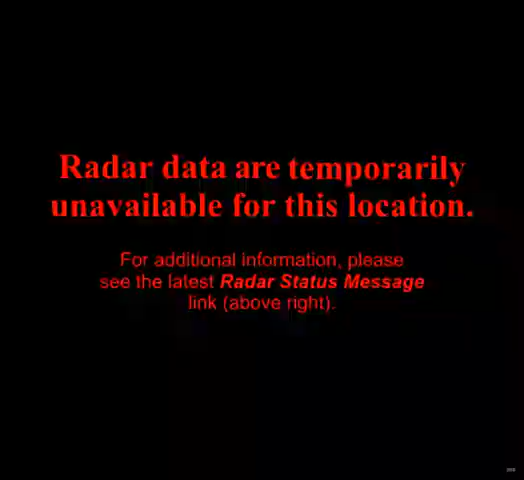 Radar data are temporarily
unavailable for this location.
For additional information, please
see the latest Radar Status Message
link (above right).